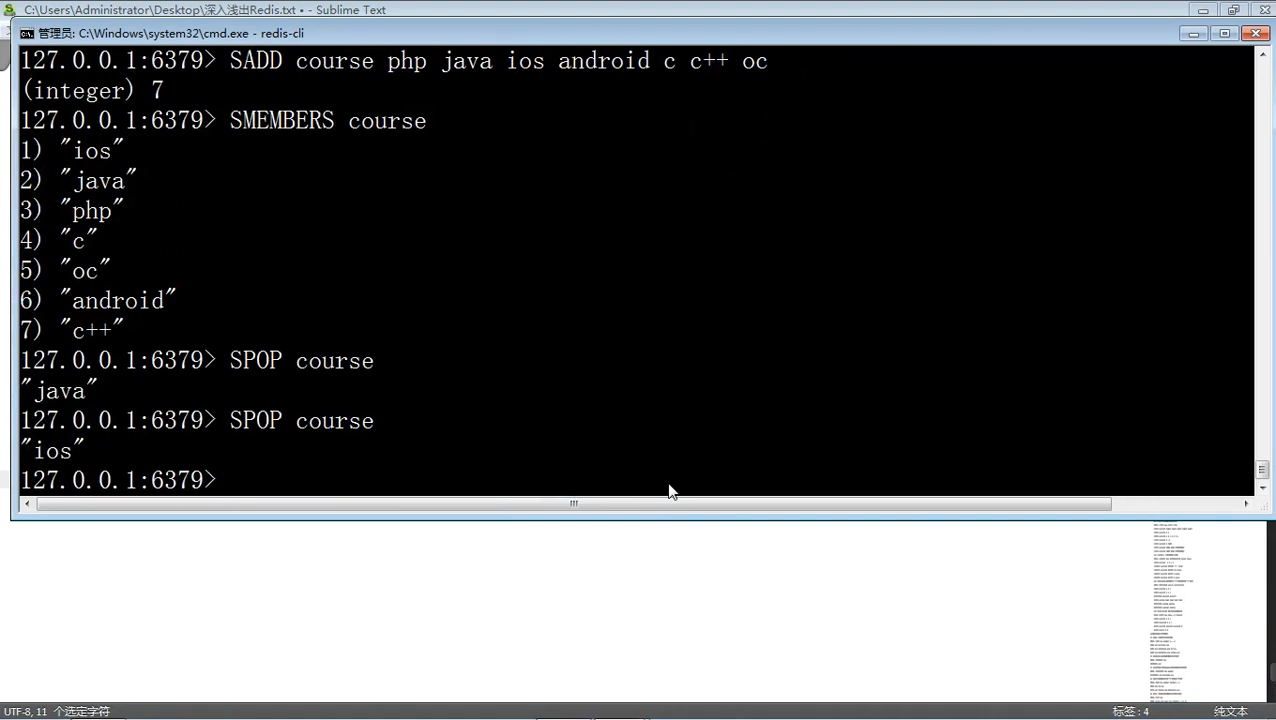 C:\Users\Administrator\Desktop\深入浅出Redis.txt • - Sublime Text
管理员: C:\Windows\system32\cmd.exe - redis-cli
127.0.0.1:6379> SADD course php java ios android c c++ oc
(integer) 7
127.0.0.1:6379> SMEMBERS course
1) "ios"
2) "java"
3) "php"
4) "c"
5) "oc"
6) "android"
7) "c++"
127.0.0.1:6379> SPOP course
"java"
127.0.0.1:6379> SPOP course
"ios"
127.0.0.1:6379>
个选定字符
标签: 4
纯文本